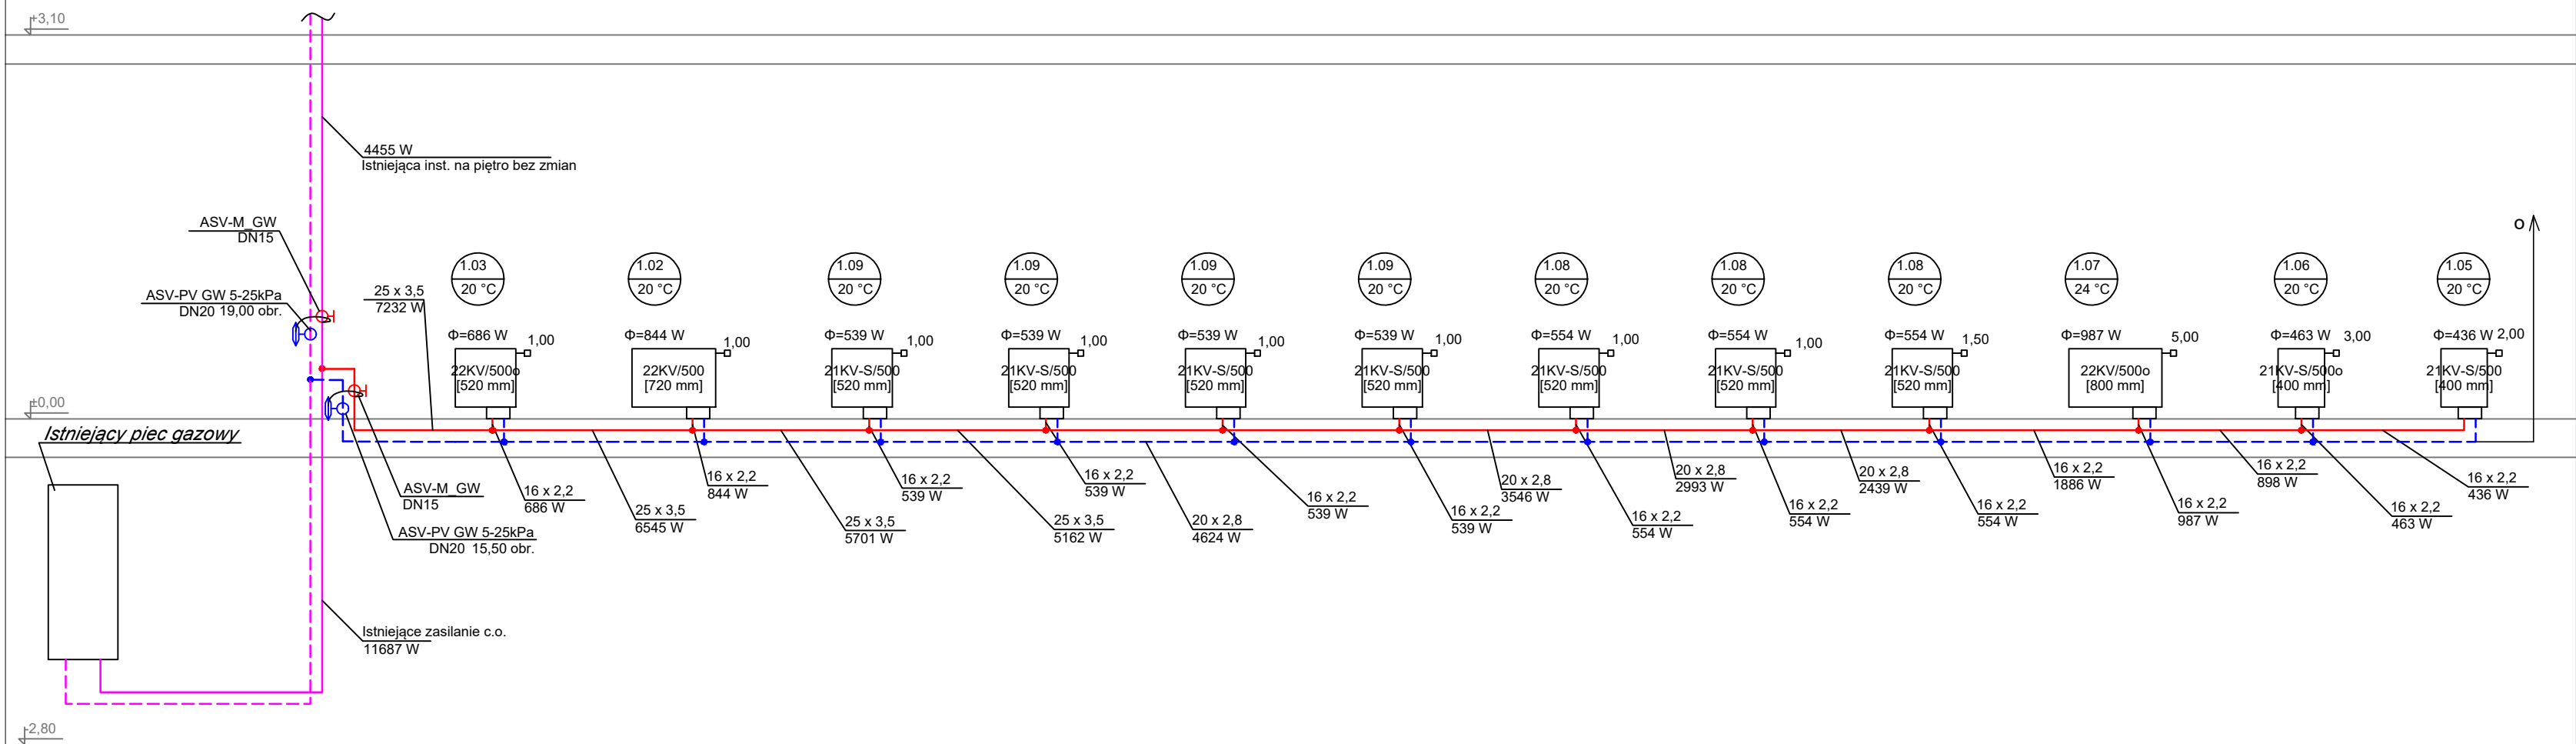 +3,10
4455 W
Istniejąca inst. na piętro bez zmian
ASV-M_GW
DN15
ASV-PV GW 5-25kPa
DN20 19,00 obr.
25 x 3,5
7232 W
1.03
20 °C
Φ=686 W
1,00
22KV/500o
[520 mm]
1.02
20 °C
Φ=844 W
1,00
22KV/500
[720 mm]
1.09
20 °C
Φ=539 W
1,00
21KV-S/500
[520 mm]
1.09
20 °C
Φ=539 W
1,00
21KV-S/500
[520 mm]
1.09
20 °C
Φ=539 W
1,00
21KV-S/500
[520 mm]
1.09
20 °C
Φ=539 W
1,00
21KV-S/500
[520 mm]
1.08
20 °C
Φ=554 W
1,00
21KV-S/500
[520 mm]
1.08
20 °C
Φ=554 W
1,00
21KV-S/500
[520 mm]
1.08
20 °C
Φ=554 W
1,50
21KV-S/500
[520 mm]
1.07
24 °C
Φ=987 W
5,00
22KV/500o
[800 mm]
1.06
20 °C
Φ=463 W
3,00
21KV-S/500o
[400 mm]
1.05
20 °C
Φ=436 W
2,00
21KV-S/500
[400 mm]
o
±0,00
Istniejący piec gazowy
ASV-M_GW
DN15
ASV-PV GW 5-25kPa
DN20 15,50 obr.
16 x 2,2
686 W
25 x 3,5
6545 W
16 x 2,2
844 W
25 x 3,5
5701 W
16 x 2,2
539 W
25 x 3,5
5162 W
16 x 2,2
539 W
20 x 2,8
4624 W
16 x 2,2
539 W
16 x 2,2
539 W
20 x 2,8
3546 W
16 x 2,2
554 W
20 x 2,8
2993 W
16 x 2,2
554 W
20 x 2,8
2439 W
16 x 2,2
554 W
16 x 2,2
1886 W
16 x 2,2
987 W
16 x 2,2
898 W
16 x 2,2
463 W
16 x 2,2
436 W
Istniejące zasilanie c.o.
11687 W
-2,80